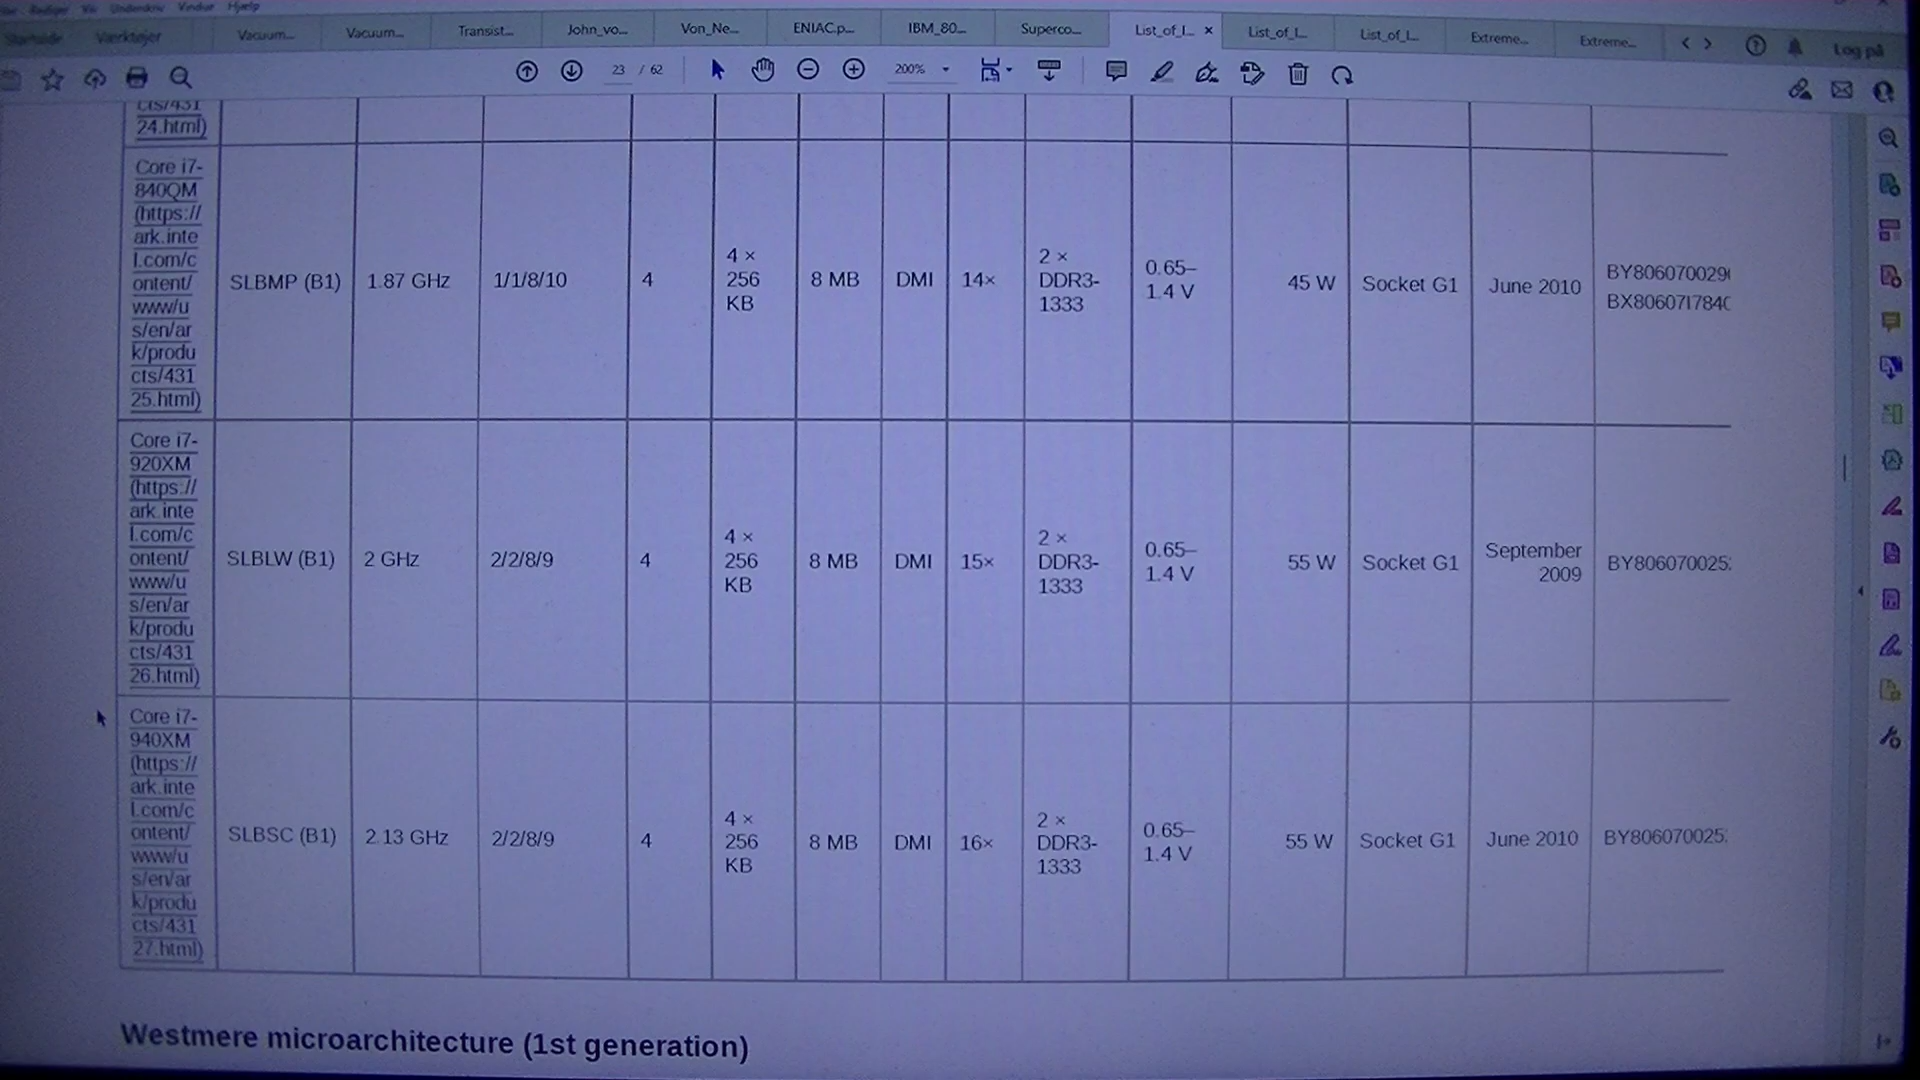 Rediger Vis Underskriv Vindue Hjælp
Startside Værktøjer Vacuum... Vacuum... Transist... John_vo... Von_Ne... ENIAC.p... IBM_80... Superco... List_of_I... × List_of_I... List_of_I... Extreme... Extreme... Log på
23 / 62 200%
cts/431
24.html)
Core i7-
840QM
(https://
ark.inte
l.com/c
ontent/
www/u
s/en/ar
k/produ
cts/431
25.html)
SLBMP (B1)
1.87 GHz
1/1/8/10
4
4 ×
256
KB
8 MB
DMI
14×
2 ×
DDR3-
1333
0.65–
1.4 V
45 W
Socket G1
June 2010
BY806070029
BX80607I784
Core i7-
920XM
(https://
ark.inte
l.com/c
ontent/
www/u
s/en/ar
k/produ
cts/431
26.html)
SLBLW (B1)
2 GHz
2/2/8/9
4
4 ×
256
KB
8 MB
DMI
15×
2 ×
DDR3-
1333
0.65–
1.4 V
55 W
Socket G1
September
2009
BY806070025
Core i7-
940XM
(https://
ark.inte
l.com/c
ontent/
www/u
s/en/ar
k/produ
cts/431
27.html)
SLBSC (B1)
2.13 GHz
2/2/8/9
4
4 ×
256
KB
8 MB
DMI
16×
2 ×
DDR3-
1333
0.65–
1.4 V
55 W
Socket G1
June 2010
BY806070025
Westmere microarchitecture (1st generation)